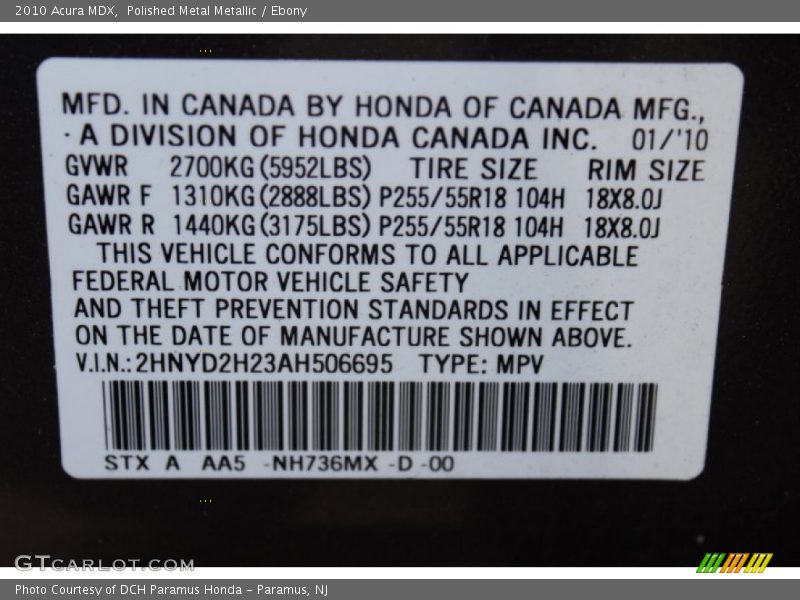 2010 Acura MDX,  Polished Metal Metallic / Ebony
MFD. IN CANADA BY HONDA OF CANADA MFG.,
A DIVISION OF HONDA CANADA INC. 01/'10
GVWR 2700KG(5952LBS) TIRE SIZE RIM SIZE
GAWR F 1310KG(2888LBS) P255/55R18 104H 18X8.0J
GAWR R 1440KG(3175LBS) P255/55R18 104H 18X8.0J
THIS VEHICLE CONFORMS TO ALL APPLICABLE
FEDERAL MOTOR VEHICLE SAFETY
AND THEFT PREVENTION STANDARDS IN EFFECT
ON THE DATE OF MANUFACTURE SHOWN ABOVE.
V.I.N.:2HNYD2H23AH506695 TYPE: MPV
STX A AA5 -NH736MX -D -00
GTCARLOT.COM
Photo Courtesy of DCH Paramus Honda - Paramus, NJ